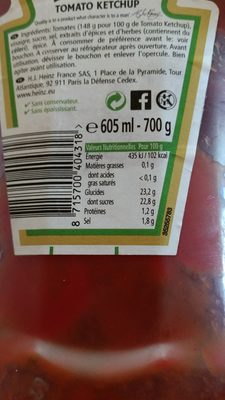 TOMATO KETCHUP
Quality is to a product what character is to a man
Ingrédients: Tomates (148 g pour 100 g de Tomato Ketchup),
vinaigre, sucre, sel, extraits d'épices et d'herbes (contiennent du
céleri), épice. À consommer de préférence avant le: voir
bouchon. À conserver au réfrigérateur après ouverture. Avant
utilisation, dévisser le bouchon et enlever l'opercule. Bien
agiter avant utilisation.
H.J. Heinz France SAS, 1 Place de la Pyramide, Tour
Atlantique, 92 911 Paris la Défense Cedex.
www.heinz.eu
✓ Sans conservateur.
✓ Sans épaississant.
e 605 ml - 700 g
8 715700 404318 >
Valeurs Nutritionnelles Pour 100 g
Energie 435 kJ / 102 kcal
Matières grasses 0,1 g
dont acides
gras saturés <0,1 g
Glucides 23,2 g
dont sucres 22,8 g
Protéines 1,2 g
Sel 1,8 g